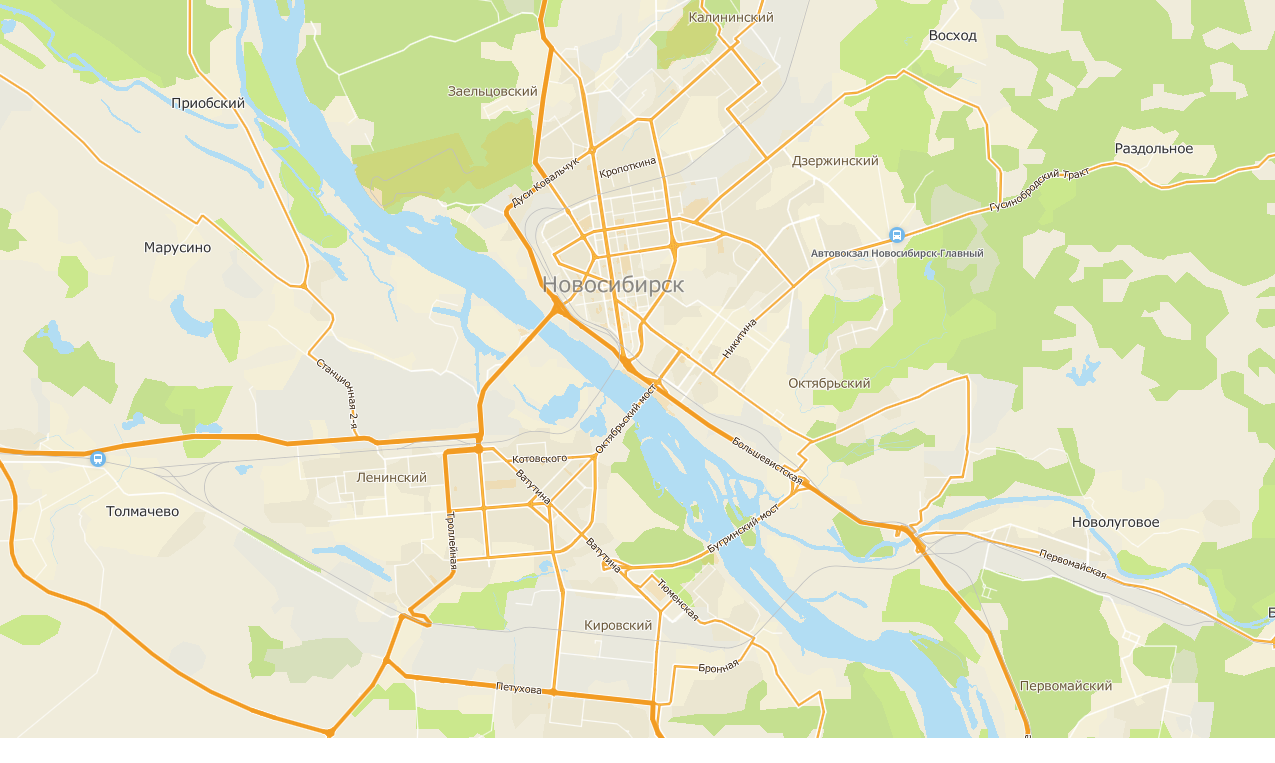 Калининский
Восход
Заельцовский
Приобский
Раздольное
Дзержинский
Кропоткина
Дуси Ковальчук
Гусинобродский Тракт
Марусино
Автовокзал Новосибирск-Главный
Новосибирск
Никитина
Станционная 2-я
Октябрьский
Октябрьский мост
Большевистская
Котовского
Ленинский
Ватутина
Толмачево
Новолуговое
Троллейная
Бугринский мост
Ватутина
Первомайская
Тюменская
Кировский
Бронная
Петухова
Первомайский